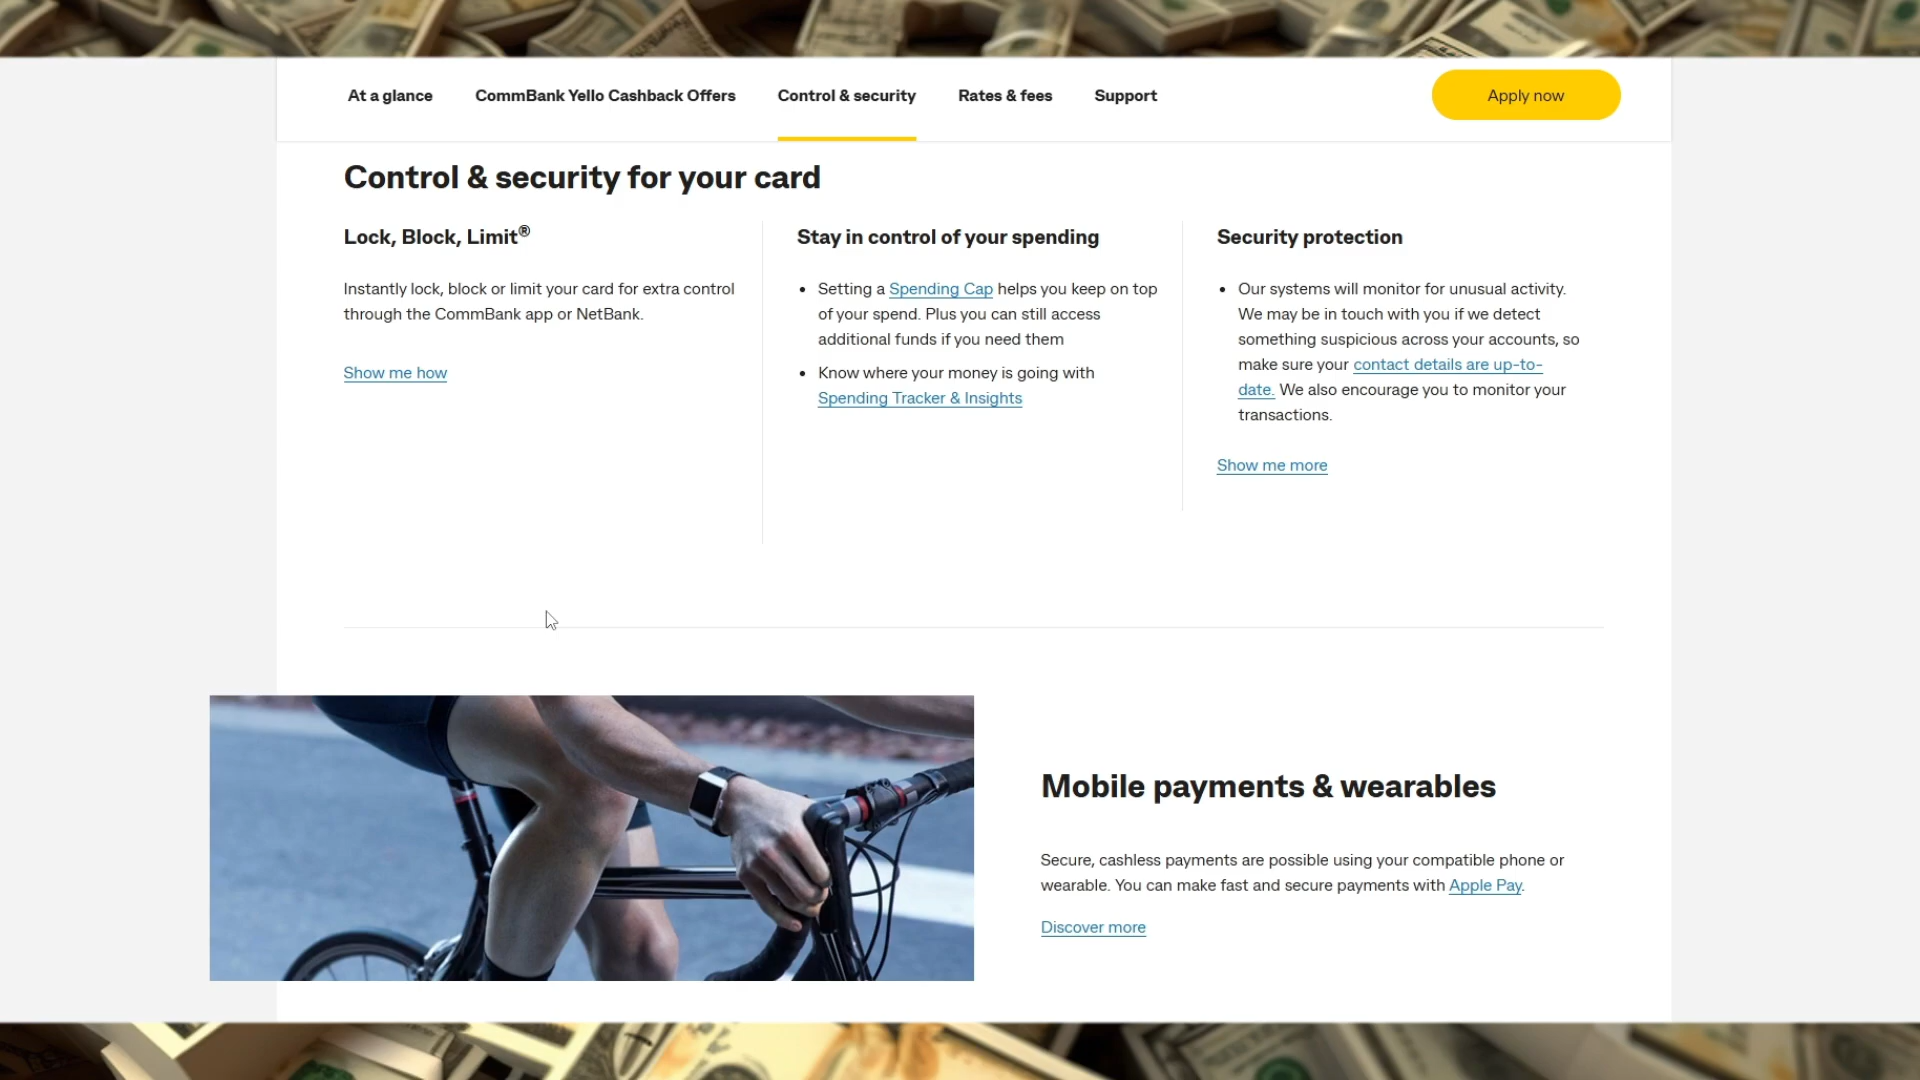 At a glance
CommBank Yello Cashback Offers
Control & security
Rates & fees
Support
Apply now
Control & security for your card
Lock, Block, Limit®
Instantly lock, block or limit your card for extra control
through the CommBank app or NetBank.
Show me how
Stay in control of your spending
• Setting a Spending Cap helps you keep on top
of your spend. Plus you can still access
additional funds if you need them
• Know where your money is going with
Spending Tracker & Insights
Security protection
• Our systems will monitor for unusual activity.
We may be in touch with you if we detect
something suspicious across your accounts, so
make sure your contact details are up-to-
date. We also encourage you to monitor your
transactions.
Show me more
Mobile payments & wearables
Secure, cashless payments are possible using your compatible phone or
wearable. You can make fast and secure payments with Apple Pay.
Discover more